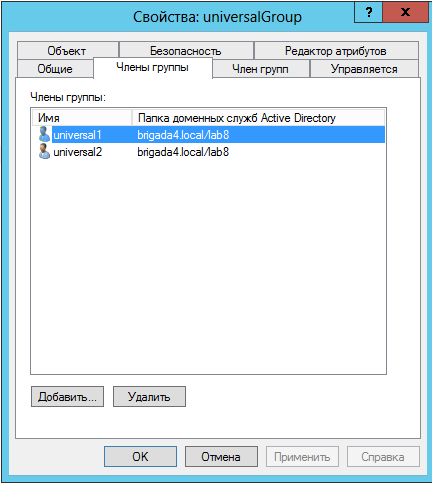 Свойства: universalGroup
?
x
Объект Безопасность Редактор атрибутов
Общие Члены группы Член групп Управляется
Члены группы:
Имя Папка доменных служб Active Directory
universal1 brigada4.local/lab8
universal2 brigada4.local/lab8
Добавить... Удалить
OK Отмена Применить Справка